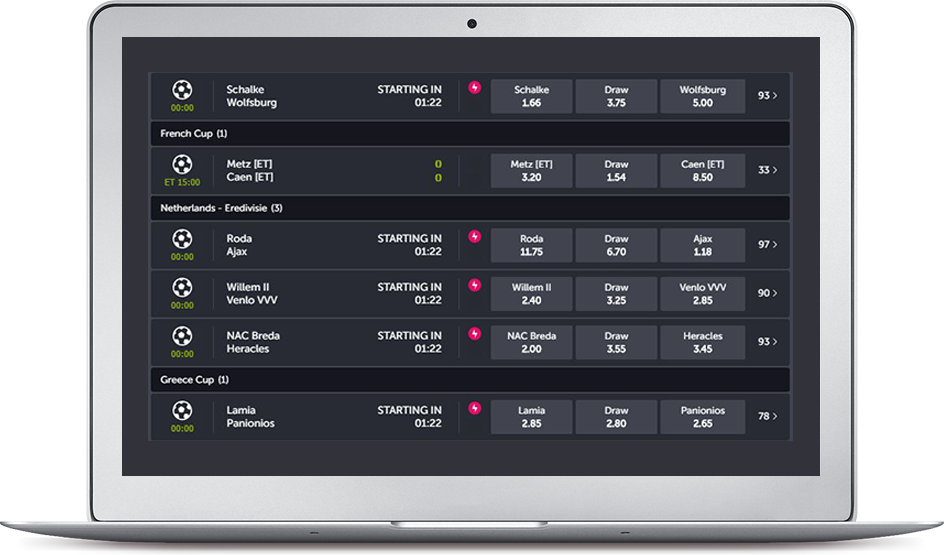 Schalke STARTING IN Schalke Draw Wolfsburg 93 >
Wolfsburg 01:22 1.66 3.75 5.00
00:00
French Cup (1)
Metz [ET] 0 Metz [ET] Draw Caen [ET] 33 >
Caen [ET] 0 3.20 1.54 8.50
ET 15:00
Netherlands - Eredivisie (3)
Roda STARTING IN Roda Draw Ajax 97 >
Ajax 01:22 11.75 6.70 1.18
00:00
Willem II STARTING IN Willem II Draw Venlo VVV 90 >
Venlo VVV 01:22 2.40 3.25 2.85
00:00
NAC Breda STARTING IN NAC Breda Draw Heracles 93 >
Heracles 01:22 2.00 3.55 3.45
00:00
Greece Cup (1)
Lamia STARTING IN Lamia Draw Panionios 78 >
Panionios 01:22 2.85 2.80 2.65
00:00